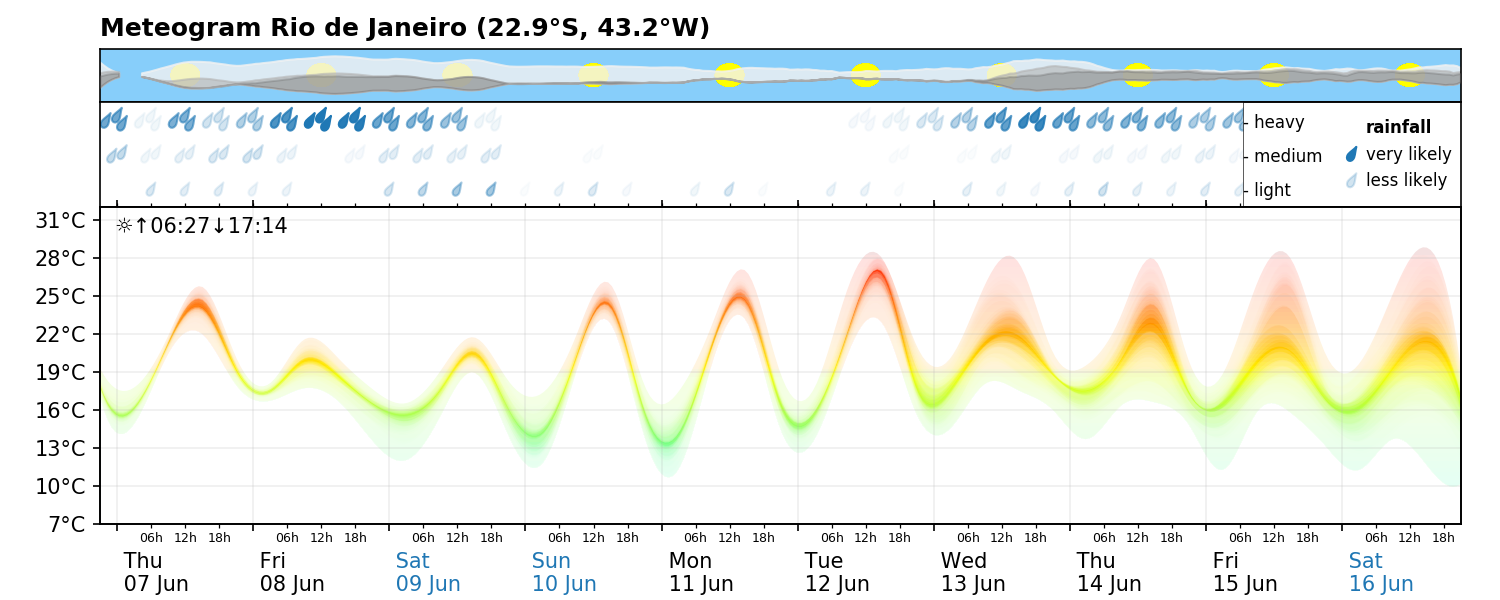 Meteogram Rio de Janeiro (22.9°S, 43.2°W)
heavy
medium
light
rainfall
very likely
less likely
☼↑06:27↓17:14
31°C
28°C
25°C
22°C
19°C
16°C
13°C
10°C
7°C
06h 12h 18h 06h 12h 18h 06h 12h 18h 06h 12h 18h 06h 12h 18h 06h 12h 18h 06h 12h 18h 06h 12h 18h 06h 12h 18h 06h 12h 18h
Thu Fri Sat Sun Mon Tue Wed Thu Fri Sat
07 Jun 08 Jun 09 Jun 10 Jun 11 Jun 12 Jun 13 Jun 14 Jun 15 Jun 16 Jun